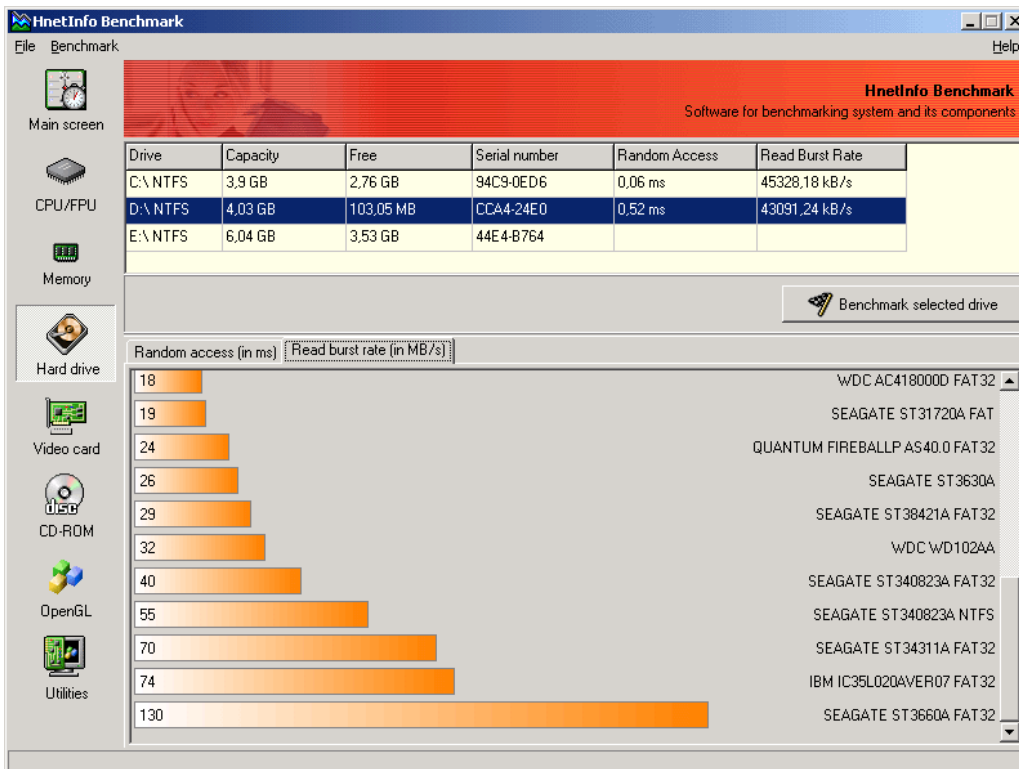 HnetInfo Benchmark
File Benchmark Help
HnetInfo Benchmark
Software for benchmarking system and its components
Main screen
CPU/FPU
Memory
Hard drive
Video card
disc
CD-ROM
OpenGL
Utilities
Drive Capacity Free Serial number Random Access Read Burst Rate
C:\ NTFS 3,9 GB 2,76 GB 94C9-0ED6 0,06 ms 45328,18 kB/s
D:\ NTFS 4,03 GB 103,05 MB CCA4-24E0 0,52 ms 43091,24 kB/s
E:\ NTFS 6,04 GB 3,53 GB 44E4-B764
Benchmark selected drive
Random access (in ms) Read burst rate (in MB/s)
18 WDC AC418000D FAT32
19 SEAGATE ST31720A FAT
24 QUANTUM FIREBALLP AS40.0 FAT32
26 SEAGATE ST3630A
29 SEAGATE ST38421A FAT32
32 WDC WD102AA
40 SEAGATE ST340823A FAT32
55 SEAGATE ST340823A NTFS
70 SEAGATE ST34311A FAT32
74 IBM IC35L020AVER07 FAT32
130 SEAGATE ST3660A FAT32